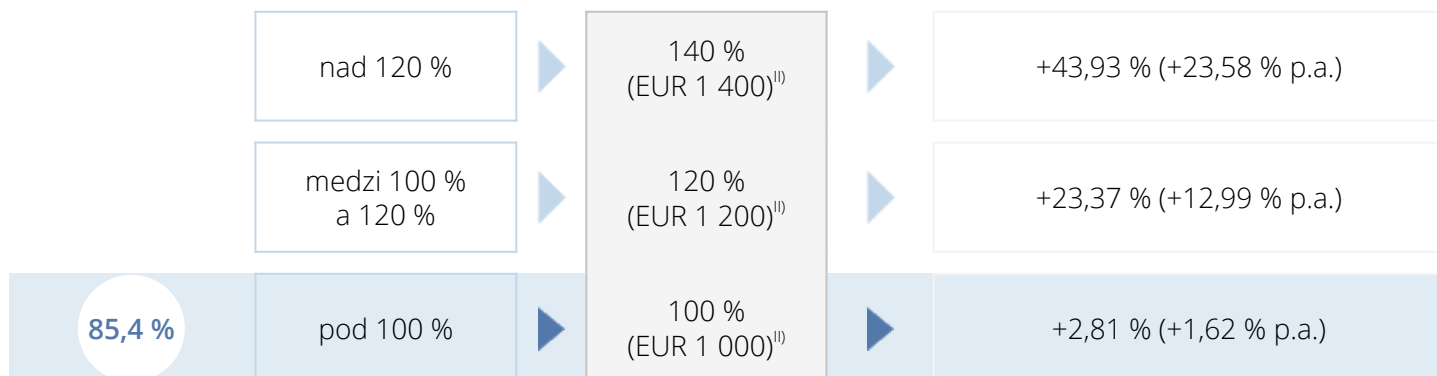 nad 120 %
140 %
(EUR 1 400)II)
+43,93 % (+23,58 % p.a.)
medzi 100 %
a 120 %
120 %
(EUR 1 200)II)
+23,37 % (+12,99 % p.a.)
85,4 %
pod 100 %
100 %
(EUR 1 000)II)
+2,81 % (+1,62 % p.a.)